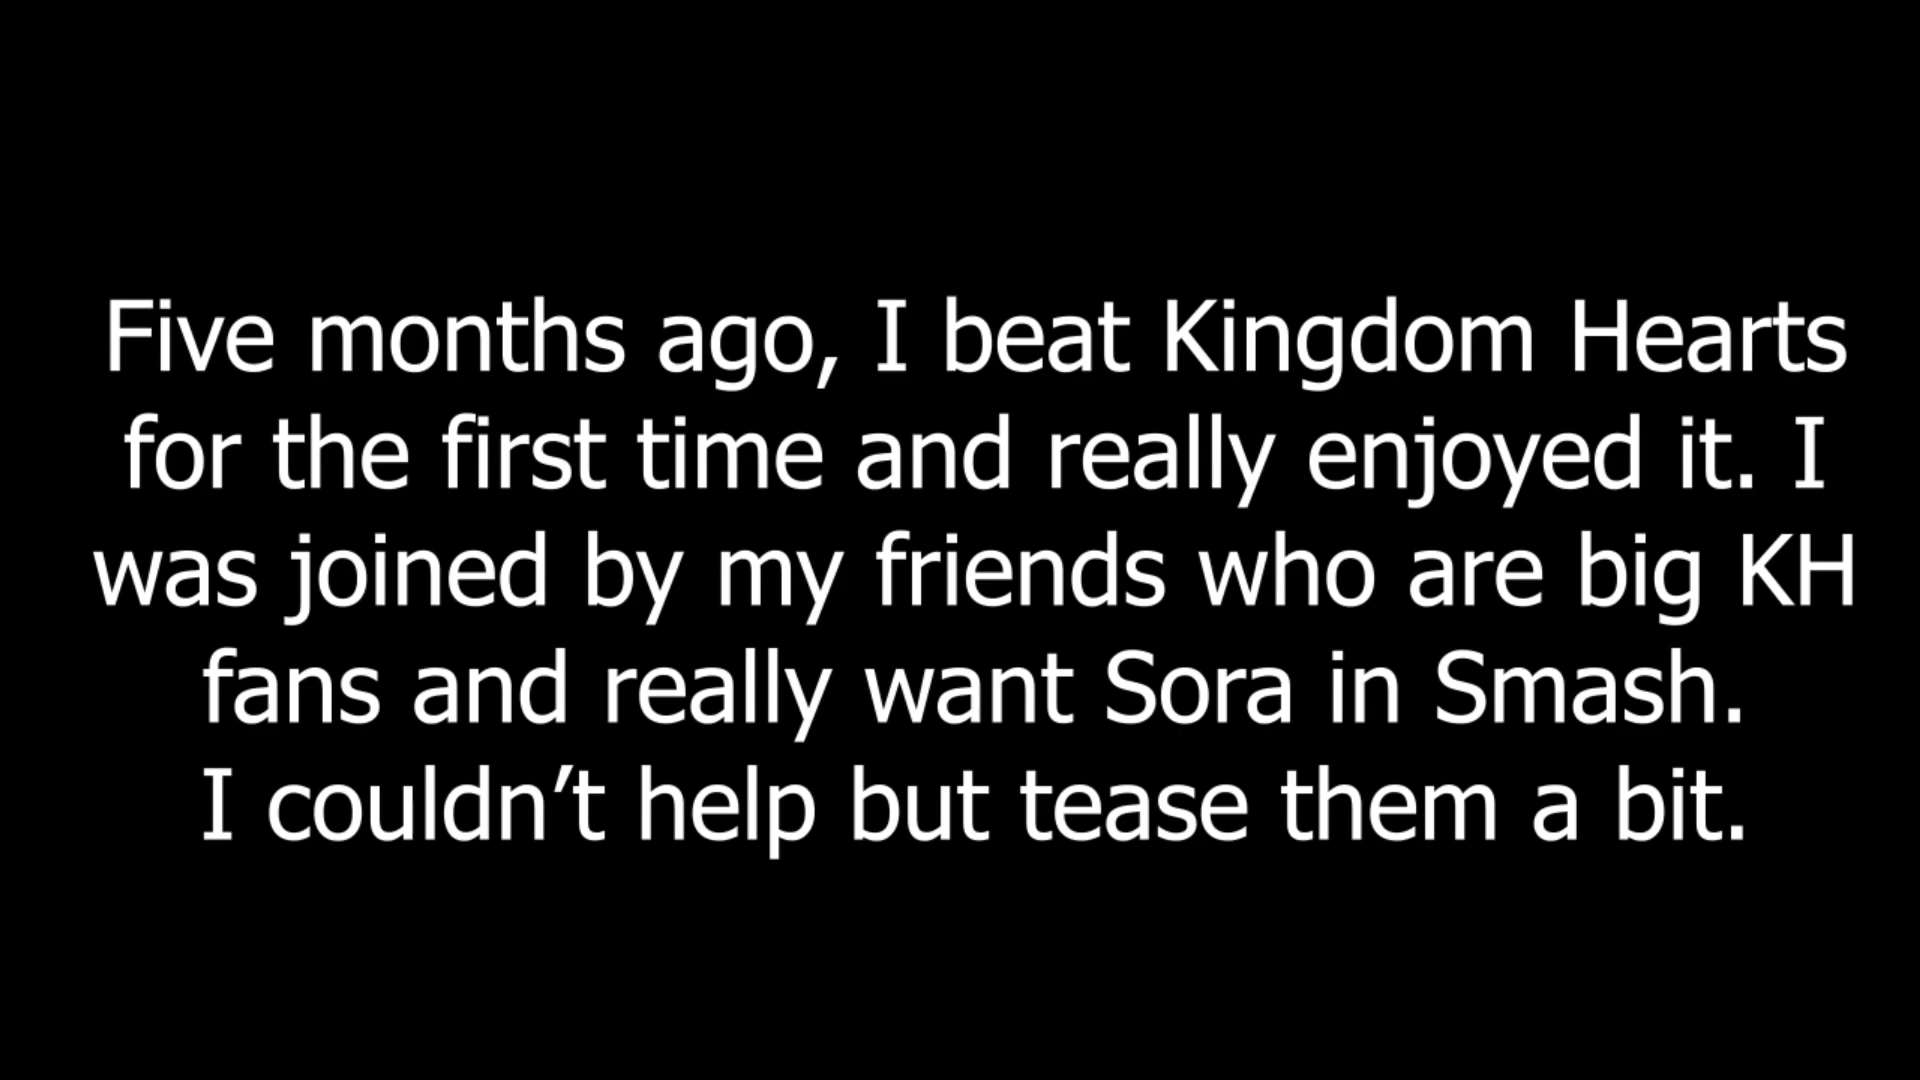 Five months ago, I beat Kingdom Hearts
for the first time and really enjoyed it. I
was joined by my friends who are big KH
fans and really want Sora in Smash.
I couldn’t help but tease them a bit.